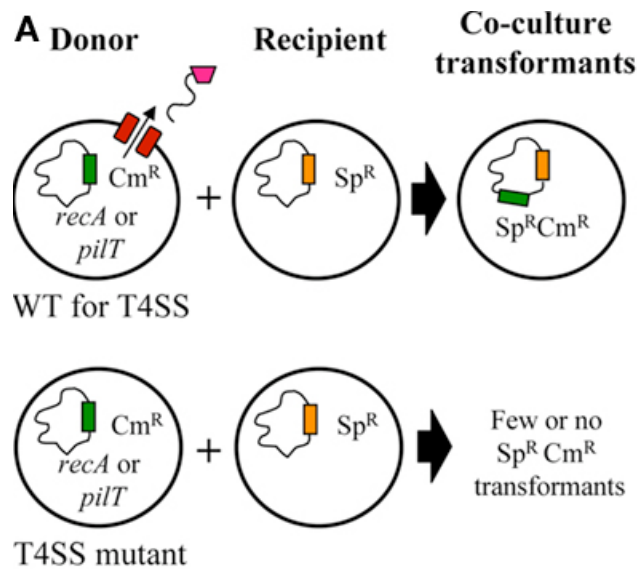 A Donor Recipient Co-culture
transformants
Cmᴿ Spᴿ
recA or
pilT
+
SpᴿCmᴿ
WT for T4SS
Cmᴿ Spᴿ
recA or
pilT
+
Few or no
Spᴿ Cmᴿ
transformants
T4SS mutant